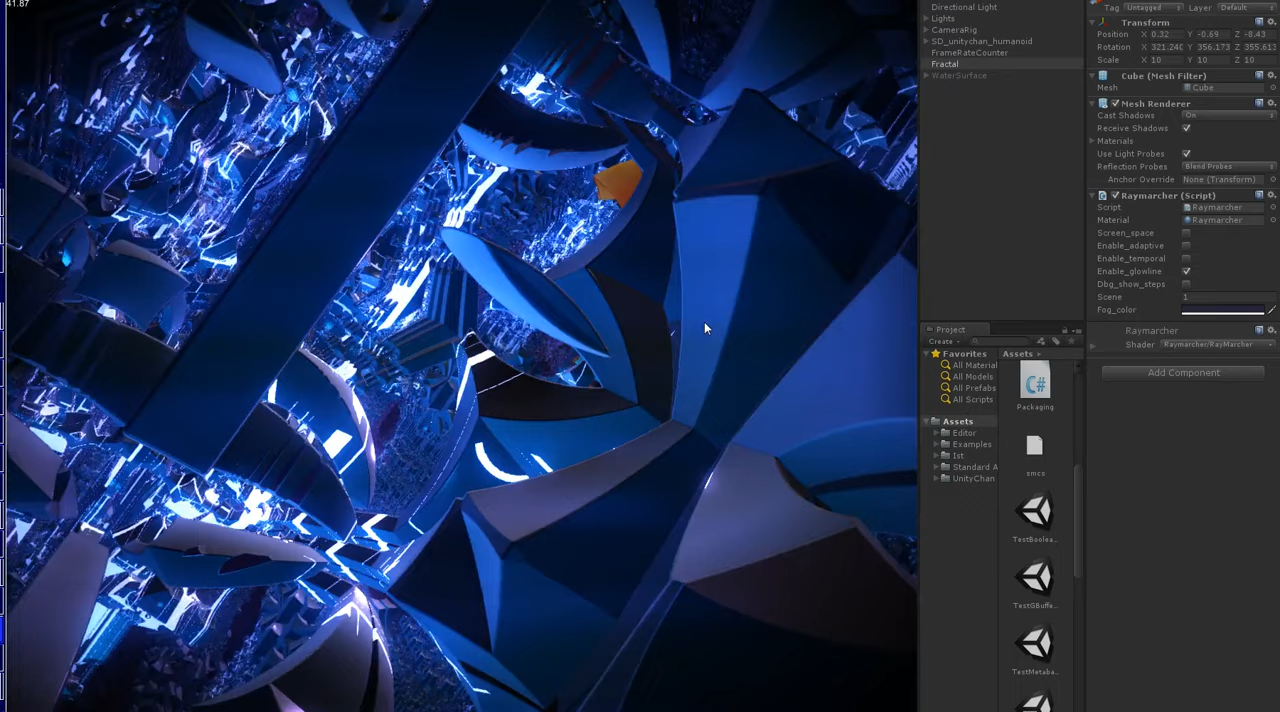 41.87
Directional Light
Lights
CameraRig
SD_unitychan_humanoid
FrameRateCounter
Fractal
WaterSurface
Tag Untagged Layer Default
Transform
Position X 0.32 Y -0.69 Z -8.43
Rotation X 321.240 Y 356.173 Z 355.613
Scale X 10 Y 10 Z 10
Cube (Mesh Filter)
Mesh Cube
Mesh Renderer
Cast Shadows On
Receive Shadows
Materials
Use Light Probes
Reflection Probes Blend Probes
Anchor Override None (Transform)
Raymarcher (Script)
Script Raymarcher
Material Raymarcher
Screen_space
Enable_adaptive
Enable_temporal
Enable_glowline
Dbg_show_steps
Scene 1
Fog_color
Raymarcher
Shader Raymarcher/RayMarcher
Add Component
Project
Create
Favorites
All Material
All Models
All Prefabs
All Scripts
Assets
Editor
Examples
Ist
Standard A
UnityChan
Assets
C#
Packaging
smcs
TestBoolea...
TestGBuffe...
TestMetaba...